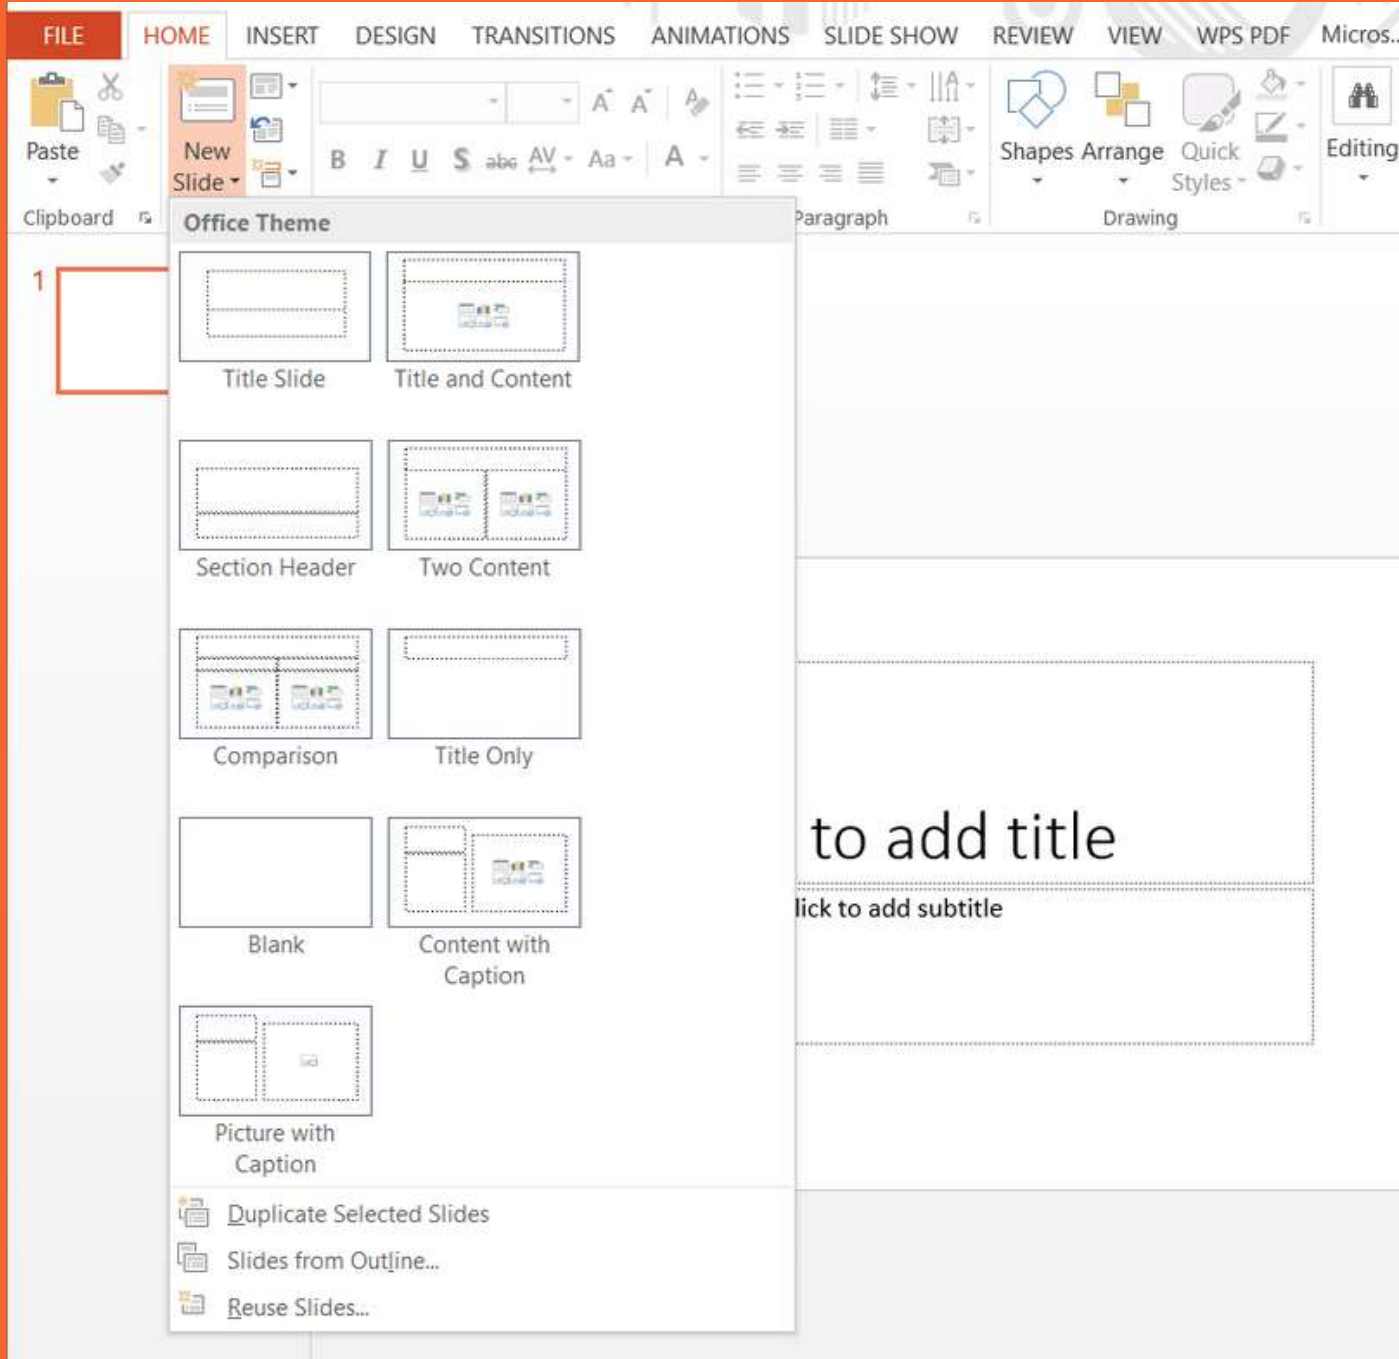 FILE HOME INSERT DESIGN TRANSITIONS ANIMATIONS SLIDE SHOW REVIEW VIEW WPS PDF Micros...
Paste
New
Slide
B I U S abc AV Aa A
A A
Shapes Arrange Quick
Styles
Editing
Clipboard
Paragraph
Drawing
1
Office Theme
Title Slide
Title and Content
Section Header
Two Content
Comparison
Title Only
Blank
Content with
Caption
Picture with
Caption
Duplicate Selected Slides
Slides from Outline...
Reuse Slides...
to add title
lick to add subtitle